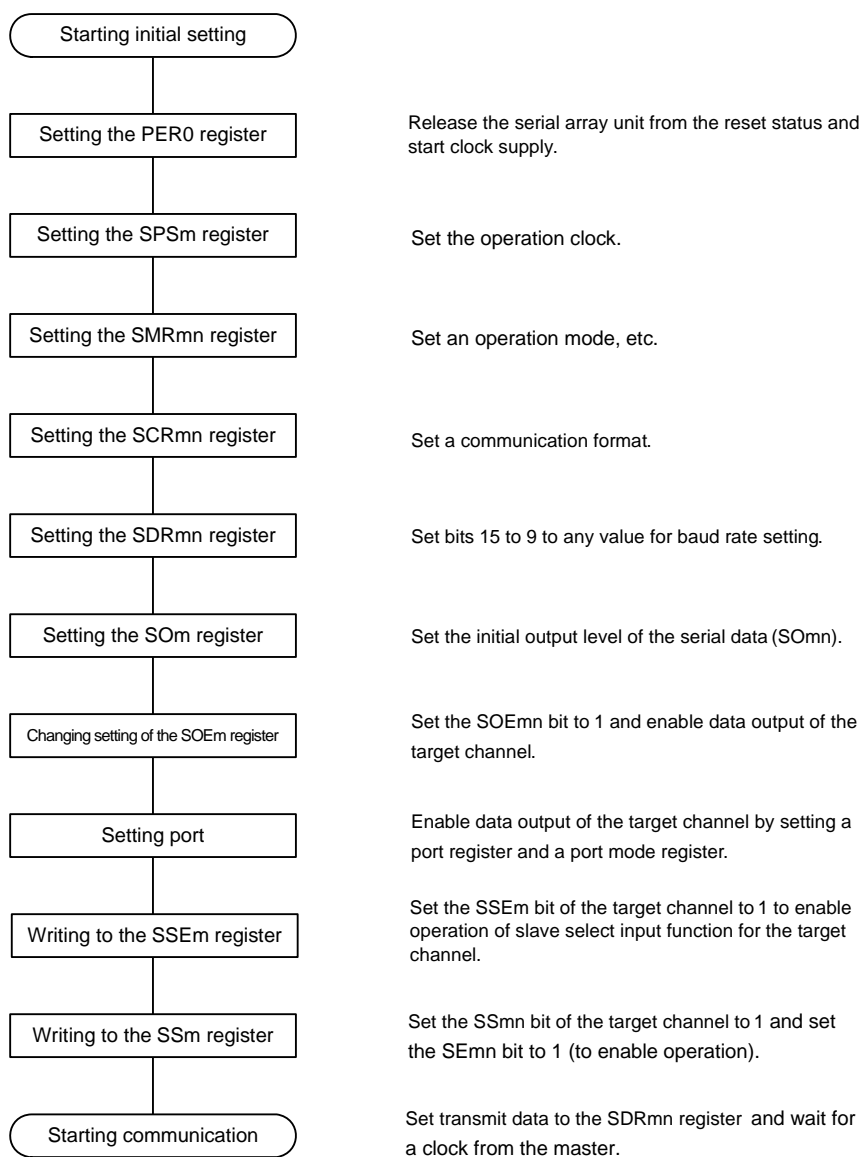 Starting initial setting
Setting the PER0 register
Release the serial array unit from the reset status and
start clock supply.
Setting the SPSm register
Set the operation clock.
Setting the SMRmn register
Set an operation mode, etc.
Setting the SCRmn register
Set a communication format.
Setting the SDRmn register
Set bits 15 to 9 to any value for baud rate setting.
Setting the SOm register
Set the initial output level of the serial data (SOmn).
Changing setting of the SOEm register
Set the SOEmn bit to 1 and enable data output of the
target channel.
Setting port
Enable data output of the target channel by setting a
port register and a port mode register.
Writing to the SSEm register
Set the SSEm bit of the target channel to 1 to enable
operation of slave select input function for the target
channel.
Writing to the SSm register
Set the SSmn bit of the target channel to 1 and set
the SEmn bit to 1 (to enable operation).
Starting communication
Set transmit data to the SDRmn register and wait for
a clock from the master.